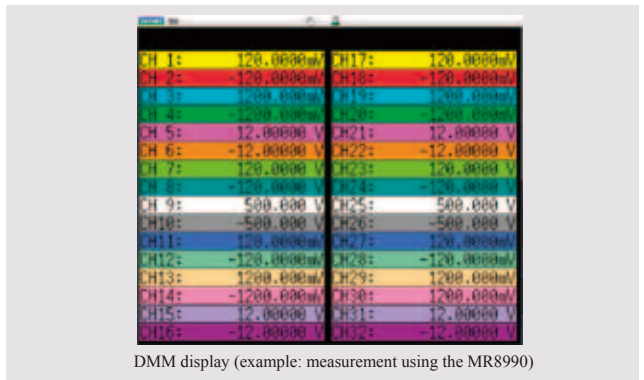 CH 1: 120.0000mV CH17: 120.0000mV
CH 2: -120.0000mV CH18: -120.0000mV
CH 3: 1200.000mV CH19: 1200.000mV
CH 4: -1200.000mV CH20: -1200.000mV
CH 5: 12.00000 V CH21: 12.00000 V
CH 6: -12.00000 V CH22: -12.00000 V
CH 7: 120.0000 V CH23: 120.0000 V
CH 8: -120.0000 V CH24: -120.0000 V
CH 9: 500.000 V CH25: 500.000 V
CH10: -500.000 V CH26: -500.000 V
CH11: 120.0000mV CH27: 120.0000mV
CH12: -120.0000mV CH28: -120.0000mV
CH13: 1200.000mV CH29: 1200.000mV
CH14: -1200.000mV CH30: 1200.000mV
CH15: 12.00000 V CH31: 12.00000 V
CH16: -12.00000 V CH32: -12.00000 V
DMM display (example: measurement using the MR8990)